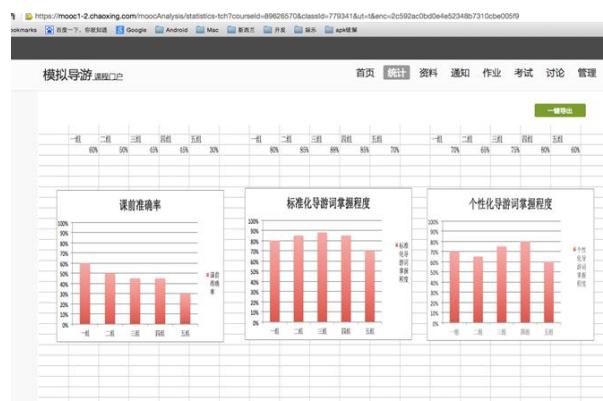 https://mooc1-2.chaoxing.com/moocAnalysis/statistics-tch?courseId=89826570&classId=779341&ut=t&enc=2c592ac0bd0e4e52348b7310cbe005f9
ookmarks 百度一下，你就知道 Google Android Mac 新西兰 开发 娱乐 apk破解
模拟导游 课程门户 首页 统计 资料 通知 作业 考试 讨论 管理
一键导出
一组 二组 三组 四组 五组 一组 二组 三组 四组 五组 一组 二组 三组 四组 五组
60% 50% 45% 45% 30% 80% 85% 88% 85% 70% 70% 65% 75% 80% 60%
课前准确率
100%
90%
80%
70%
60%
50%
40%
30%
20%
10%
0%
一组 二组 三组 四组 五组
课前准确率
标准化导游词掌握程度
100%
90%
80%
70%
60%
50%
40%
30%
20%
10%
0%
一组 二组 三组 四组 五组
标准化导游词掌握程度
个性化导游词掌握程度
100%
90%
80%
70%
60%
50%
40%
30%
20%
10%
0%
一组 二组 三组 四组 五组
个性化导游词掌握程度